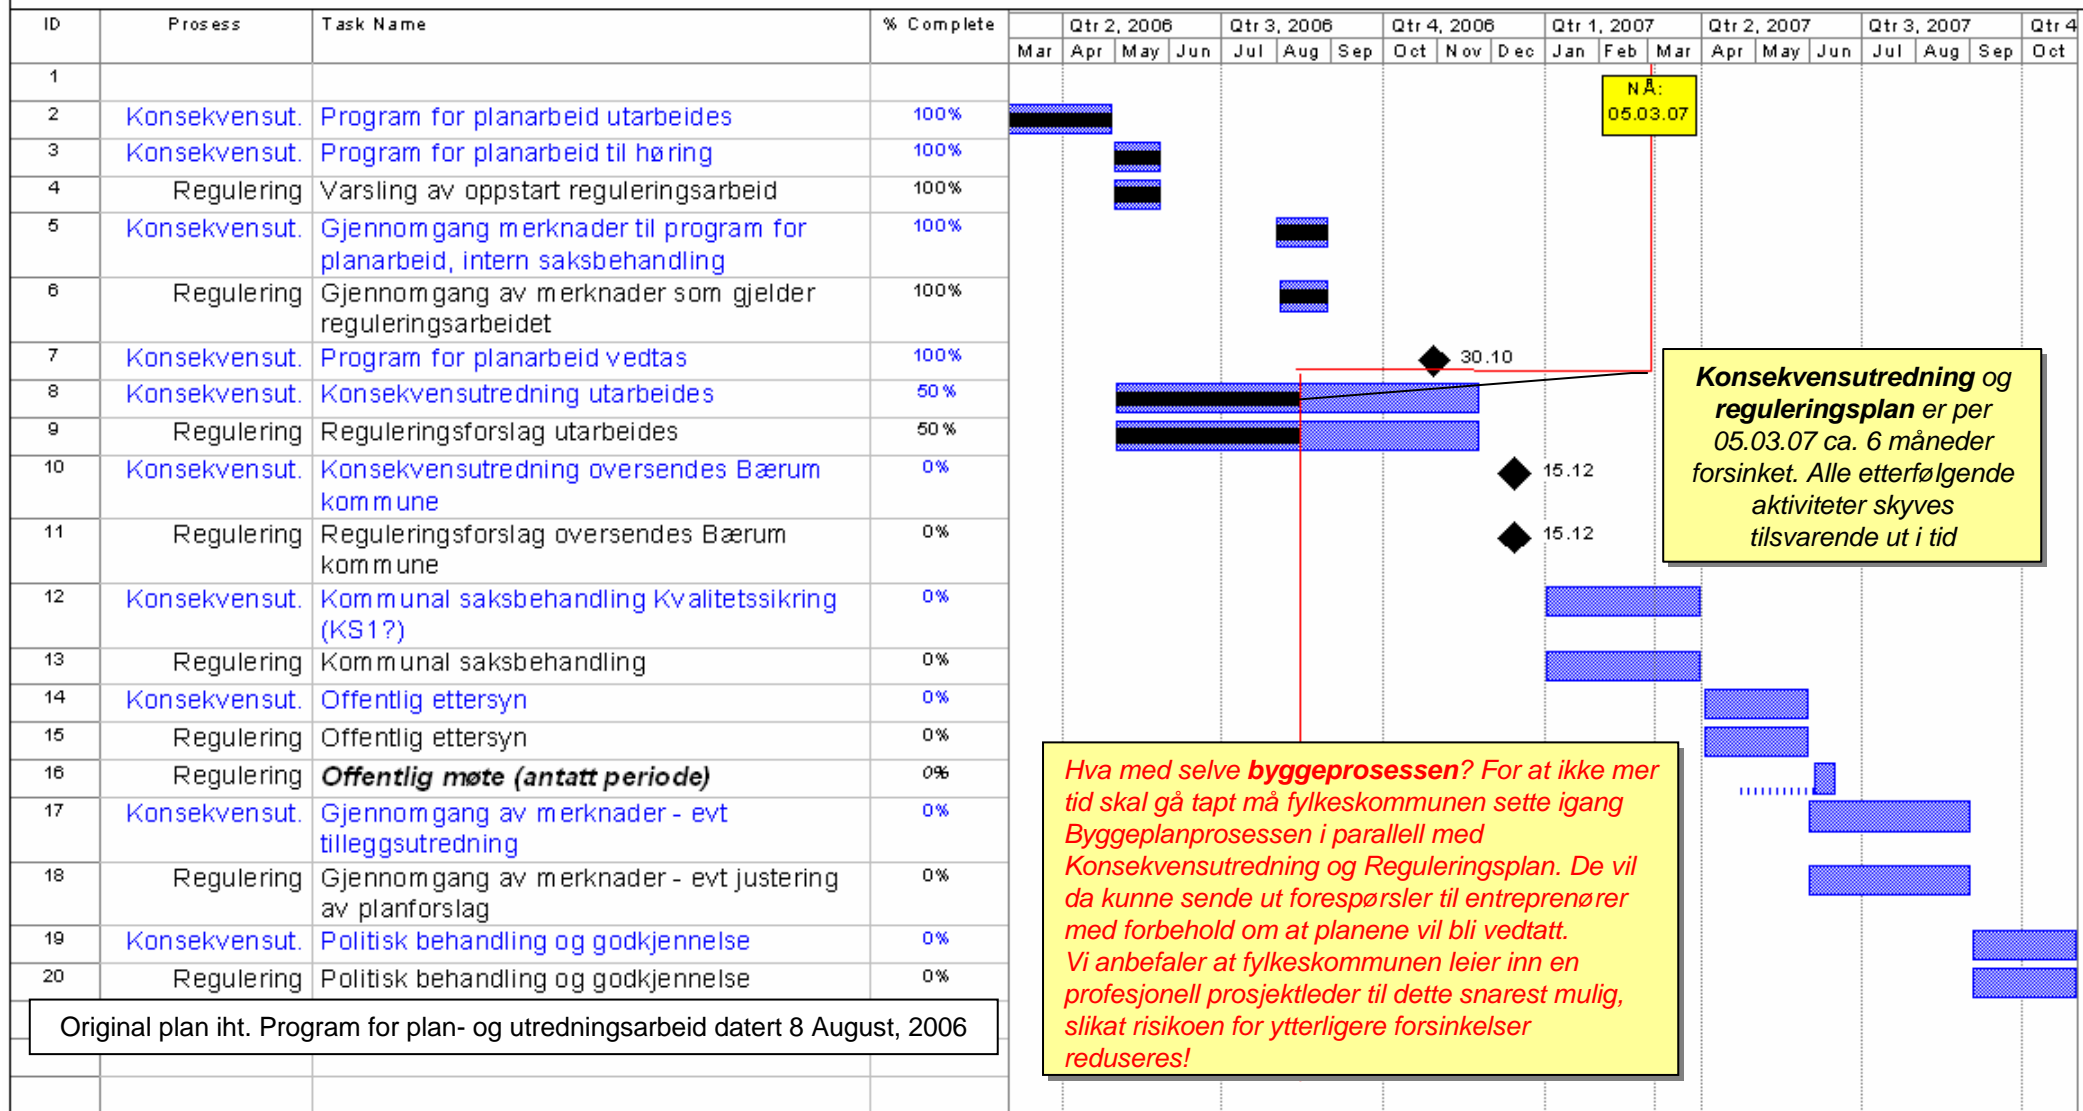 ID Prosess Task Name % Complete Qtr 2, 2006 Qtr 3, 2006 Qtr 4, 2006 Qtr 1, 2007 Qtr 2, 2007 Qtr 3, 2007 Qtr 4
Mar Apr May Jun Jul Aug Sep Oct Nov Dec Jan Feb Mar Apr May Jun Jul Aug Sep Oct
1
NÅ:
05.03.07
2 Konsekvensut. Program for planarbeid utarbeides 100%
3 Konsekvensut. Program for planarbeid til høring 100%
4 Regulering Varsling av oppstart reguleringsarbeid 100%
5 Konsekvensut. Gjennomgang merknader til program for 100%
planarbeid, intern saksbehandling
6 Regulering Gjennomgang av merknader som gjelder 100%
reguleringsarbeidet
7 Konsekvensut. Program for planarbeid vedtas 100% 30.10
8 Konsekvensut. Konsekvensutredning utarbeides 50%
9 Regulering Reguleringsforslag utarbeides 50%
10 Konsekvensut. Konsekvensutredning oversendes Bærum 0% 15.12
kommune
11 Regulering Reguleringsforslag oversendes Bærum 0% 15.12
kommune
Konsekvensutredning og
reguleringsplan er per
05.03.07 ca. 6 måneder
forsinket. Alle etterfølgende
aktiviteter skyves
tilsvarende ut i tid
12 Konsekvensut. Kommunal saksbehandling Kvalitetssikring 0%
(KS1?)
13 Regulering Kommunal saksbehandling 0%
14 Konsekvensut. Offentlig ettersyn 0%
15 Regulering Offentlig ettersyn 0%
16 Regulering Offentlig møte (antatt periode) 0%
17 Konsekvensut. Gjennomgang av merknader - evt 0%
tilleggsutredning
18 Regulering Gjennomgang av merknader - evt justering 0%
av planforslag
19 Konsekvensut. Politisk behandling og godkjennelse 0%
20 Regulering Politisk behandling og godkjennelse 0%
Hva med selve byggeprosessen? For at ikke mer
tid skal gå tapt må fylkeskommunen sette igang
Byggeplanprosessen i parallell med
Konsekvensutredning og Reguleringsplan. De vil
da kunne sende ut forespørsler til entreprenører
med forbehold om at planene vil bli vedtatt.
Vi anbefaler at fylkeskommunen leier inn en
profesjonell prosjektleder til dette snarest mulig,
slikat risikoen for ytterligere forsinkelser
reduseres!
Original plan iht. Program for plan- og utredningsarbeid datert 8 August, 2006